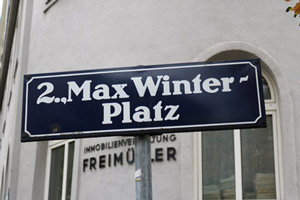 2., Max Winter-
Platz
IMMOBILIENVERWALTUNG
FREIMÜLLER